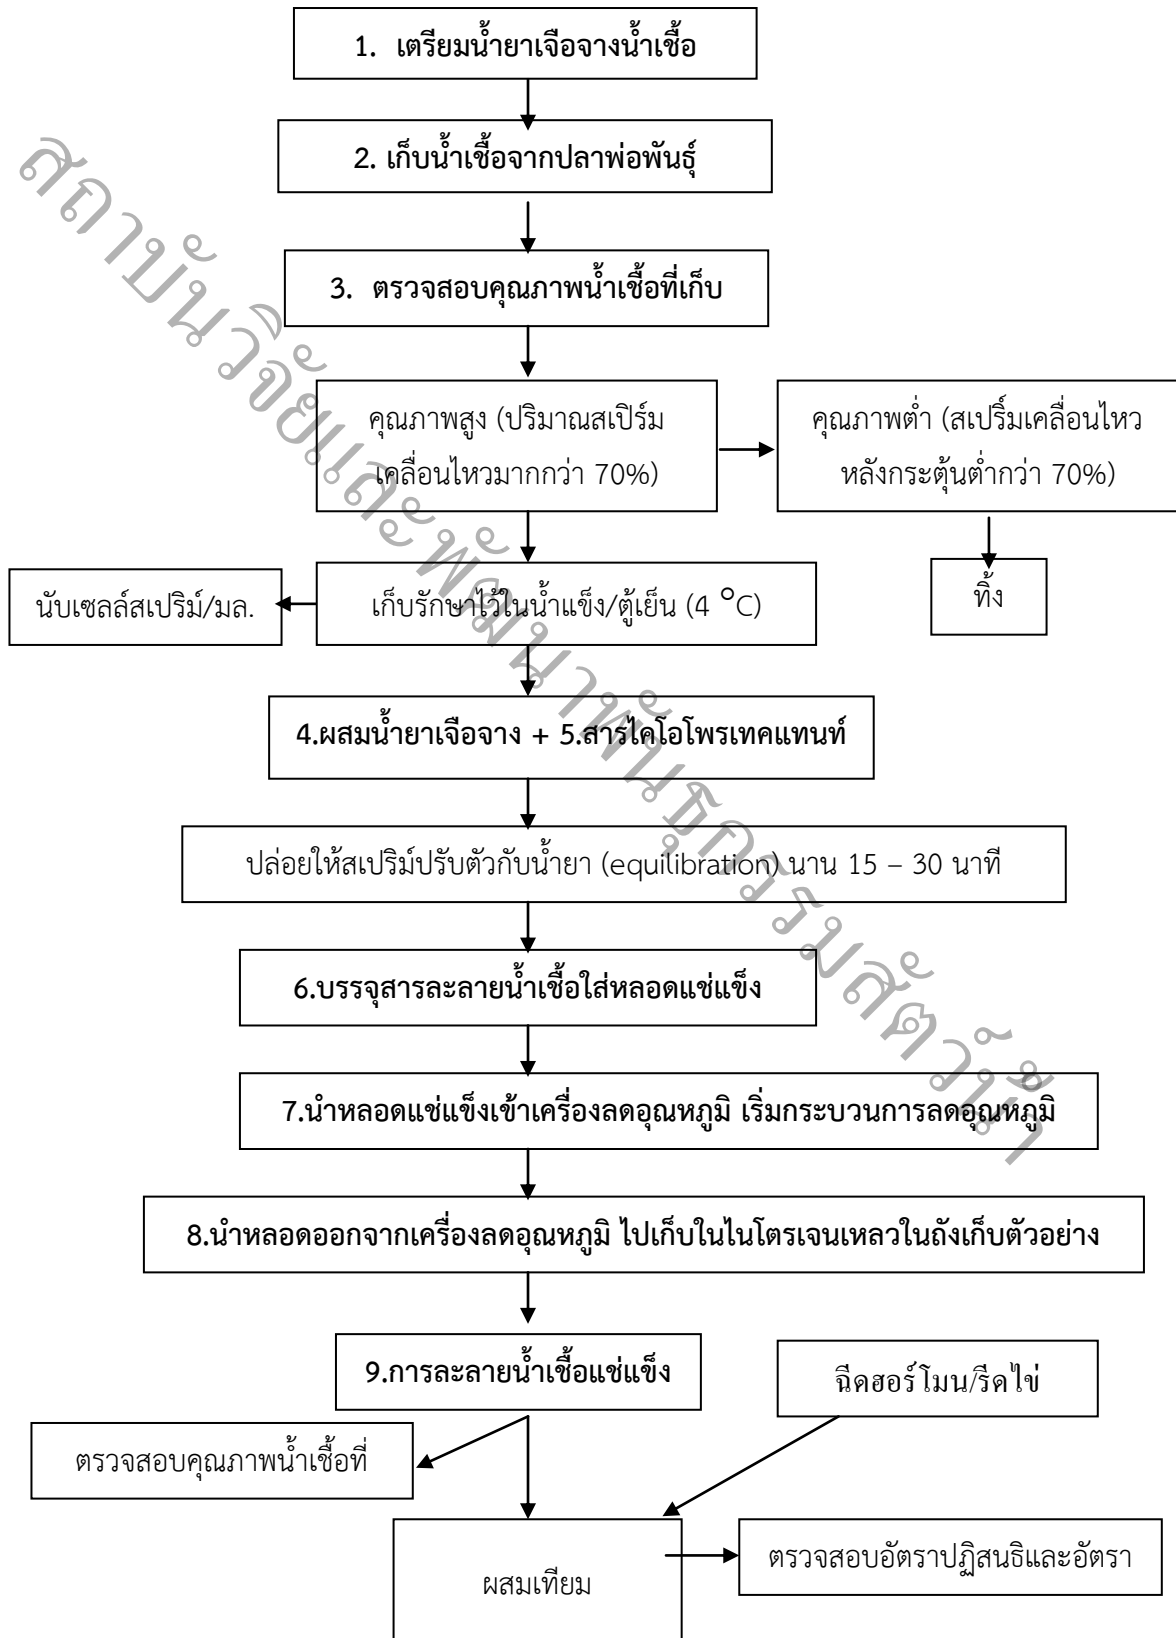 1. เตรียมน้ำยาเจือจางน้ำเชื้อ
2. เก็บน้ำเชื้อจากปลาพ่อพันธุ์
3. ตรวจสอบคุณภาพน้ำเชื้อที่เก็บ
คุณภาพสูง (ปริมาณสเปิร์ม
เคลื่อนไหวมากกว่า 70%)
คุณภาพต่ำ (สเปริ์มเคลื่อนไหว
หลังกระตุ้นต่ำกว่า 70%)
นับเซลล์สเปริม์/มล.
เก็บรักษาไว้ในน้ำแข็ง/ตู้เย็น (4 °C)
ทิ้ง
4.ผสมน้ำยาเจือจาง + 5.สารไคโอโพรเทคแทนท์
ปล่อยให้สเปริม์ปรับตัวกับน้ำยา (equilibration) นาน 15 – 30 นาที
6.บรรจุสารละลายน้ำเชื้อใส่หลอดแช่แข็ง
7.นำหลอดแช่แข็งเข้าเครื่องลดอุณหภูมิ เริ่มกระบวนการลดอุณหภูมิ
8.นำหลอดออกจากเครื่องลดอุณหภูมิ ไปเก็บในไนโตรเจนเหลวในถังเก็บตัวอย่าง
9.การละลายน้ำเชื้อแช่แข็ง
ฉีดฮอร์โมน/รีดไข่
ตรวจสอบคุณภาพน้ำเชื้อที่
ผสมเทียม
ตรวจสอบอัตราปฏิสนธิและอัตรา
สถาบันวิจัยและพัฒนาพันธุกรรมสัตว์น้ำ